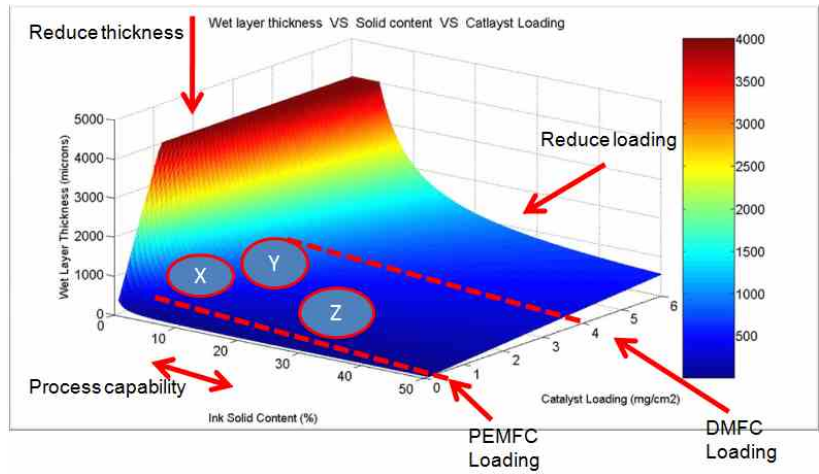 Wet layer thickness VS Solid content VS Catlayst Loading
Reduce thickness
Reduce loading
5000
4000
3000
2000
1000
0
Wet Layer Thickness (microns)
X
Y
Z
0
10
20
30
40
50
Ink Solid Content (%)
0
1
2
3
4
5
6
Catalyst Loading (mg/cm2)
4000
3500
3000
2500
2000
1500
1000
500
Process capability
PEMFC
Loading
DMFC
Loading